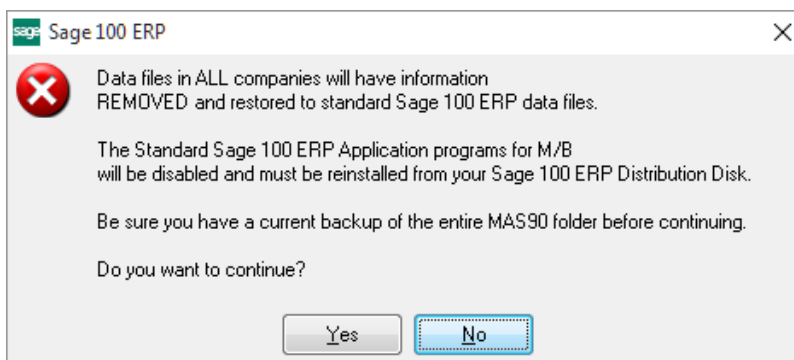 sage Sage 100 ERP
Data files in ALL companies will have information
REMOVED and restored to standard Sage 100 ERP data files.
The Standard Sage 100 ERP Application programs for M/B
will be disabled and must be reinstalled from your Sage 100 ERP Distribution Disk.
Be sure you have a current backup of the entire MAS90 folder before continuing.
Do you want to continue?
Yes No